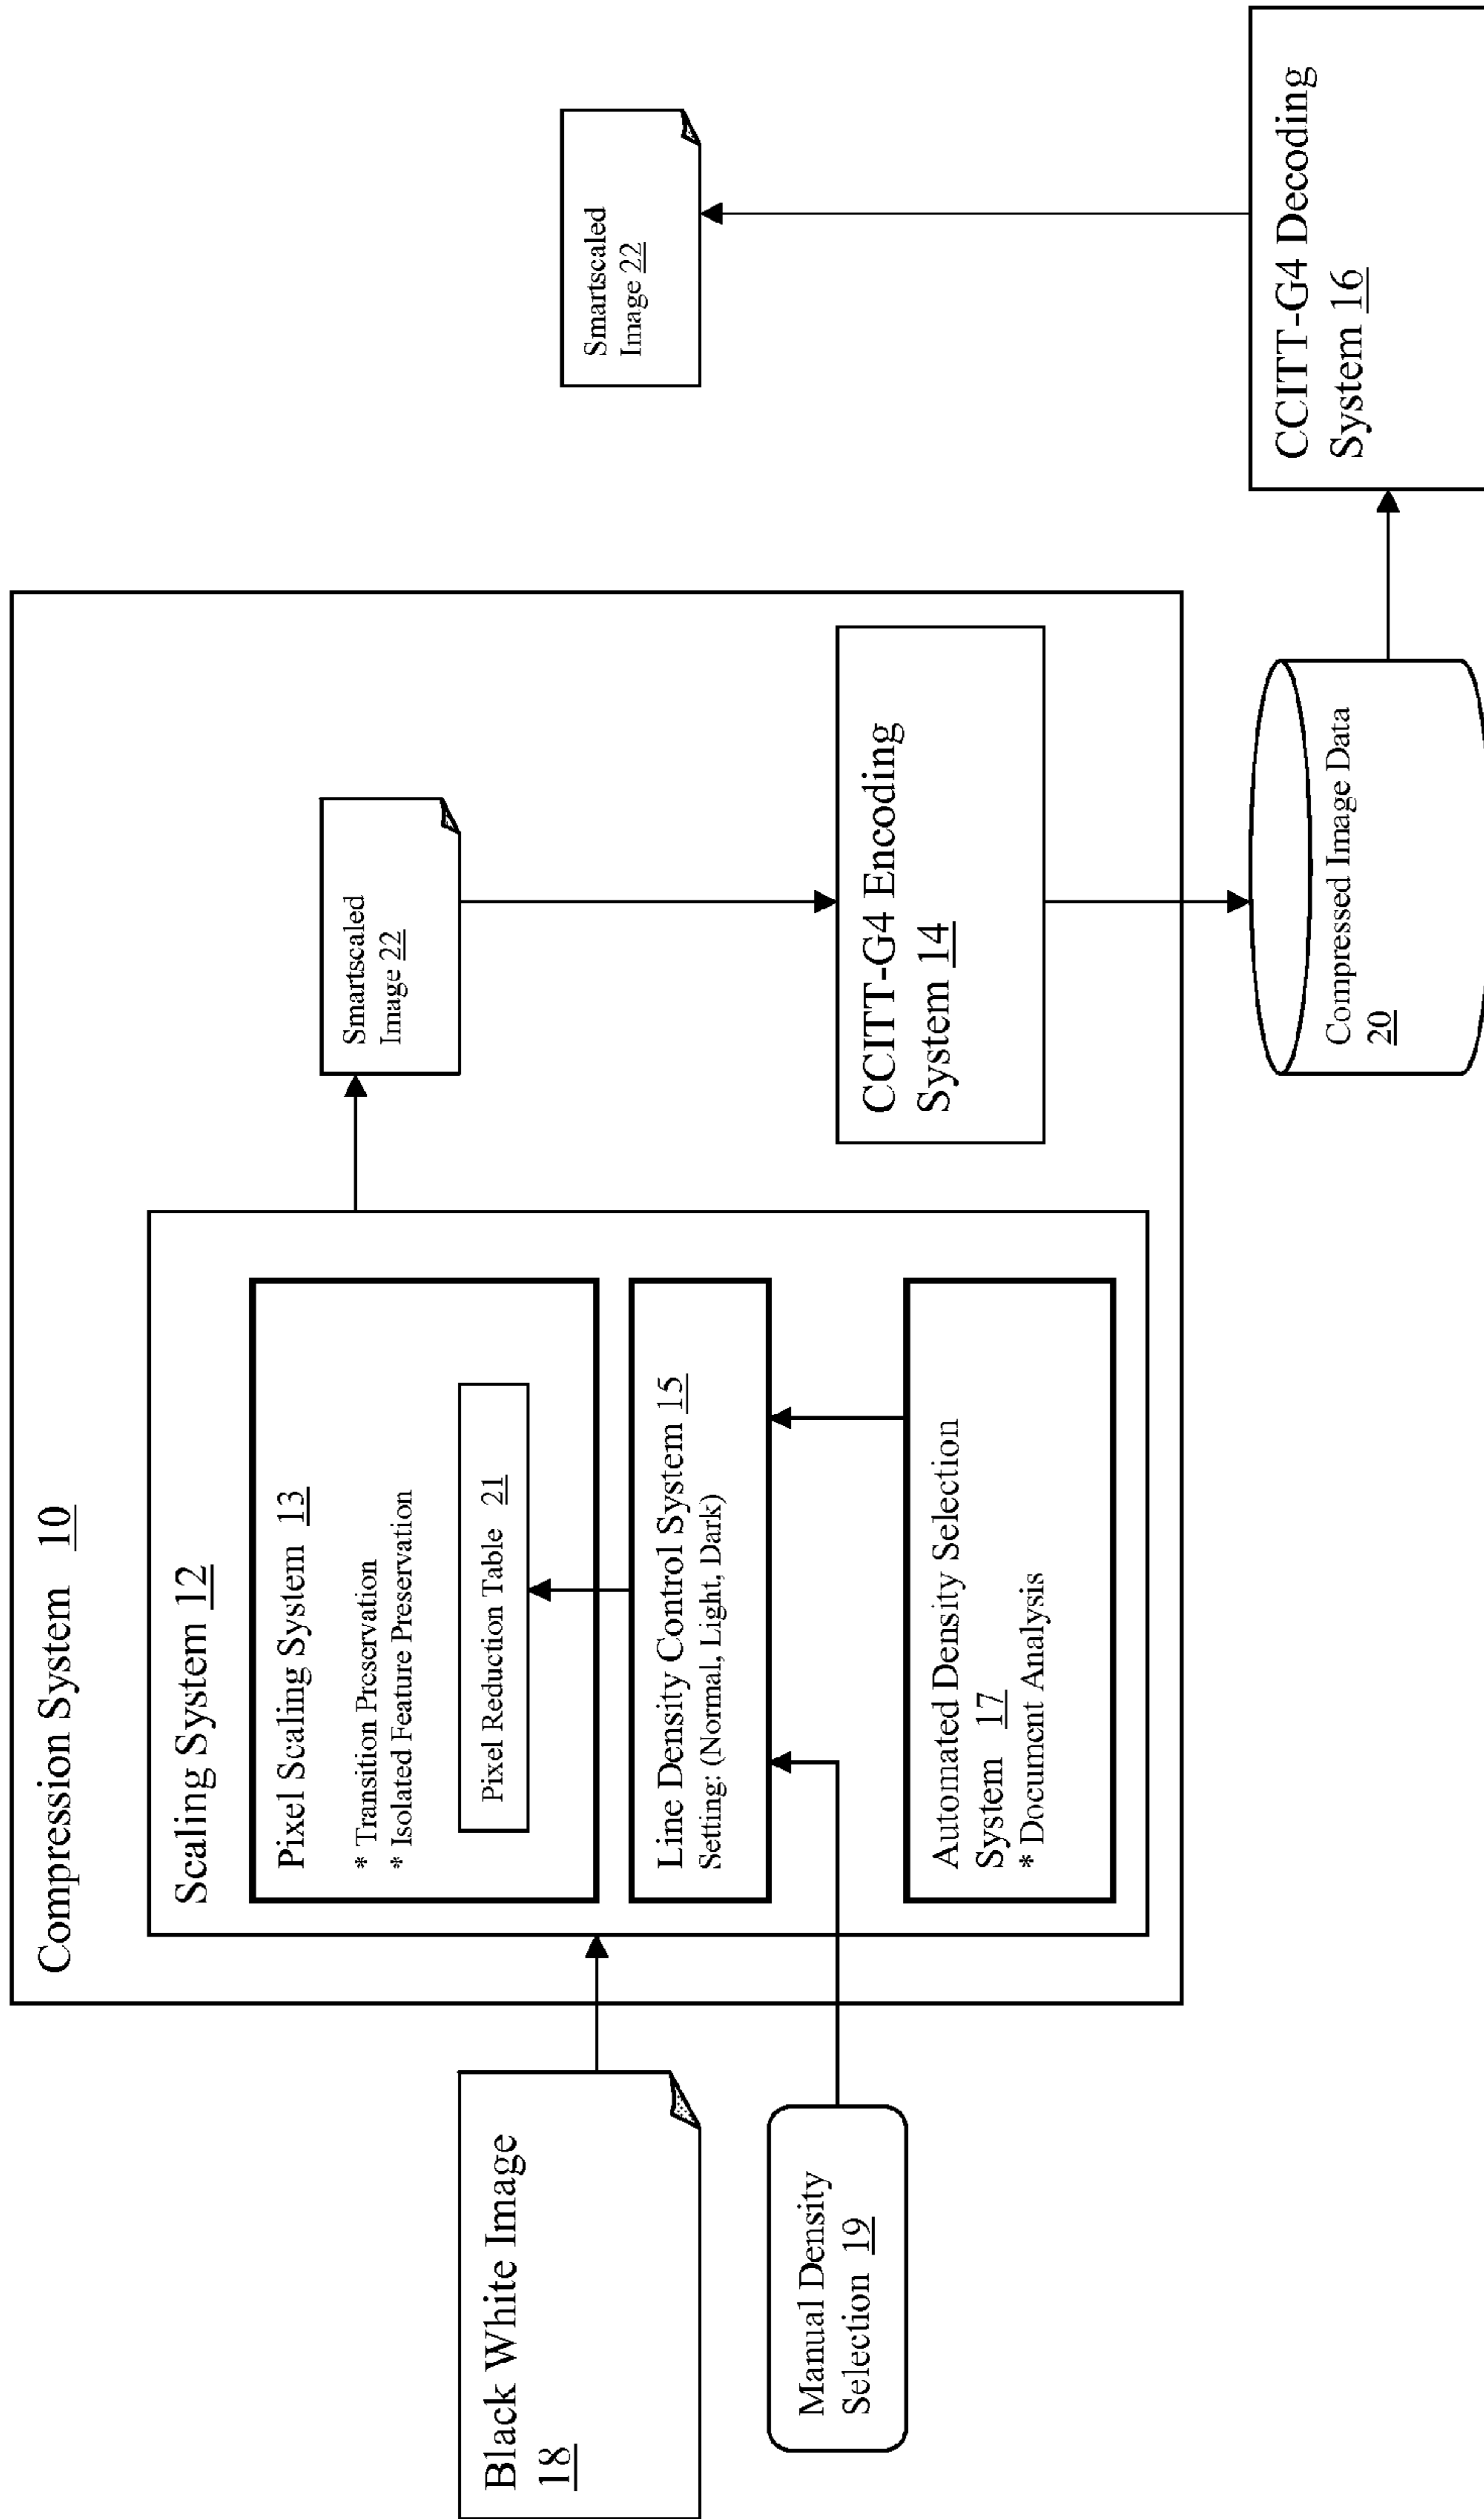 Compression System 10
Scaling System 12
Pixel Scaling System 13
* Transition Preservation
* Isolated Feature Preservation
Pixel Reduction Table 21
Line Density Control System 15
Setting: (Normal, Light, Dark)
Automated Density Selection
System 17
* Document Analysis
Black White Image
18
Manual Density
Selection 19
Smartscaled
Image 22
CCITT-G4 Encoding
System 14
Compressed Image Data
20
Smartscaled
Image 22
CCITT-G4 Decoding
System 16